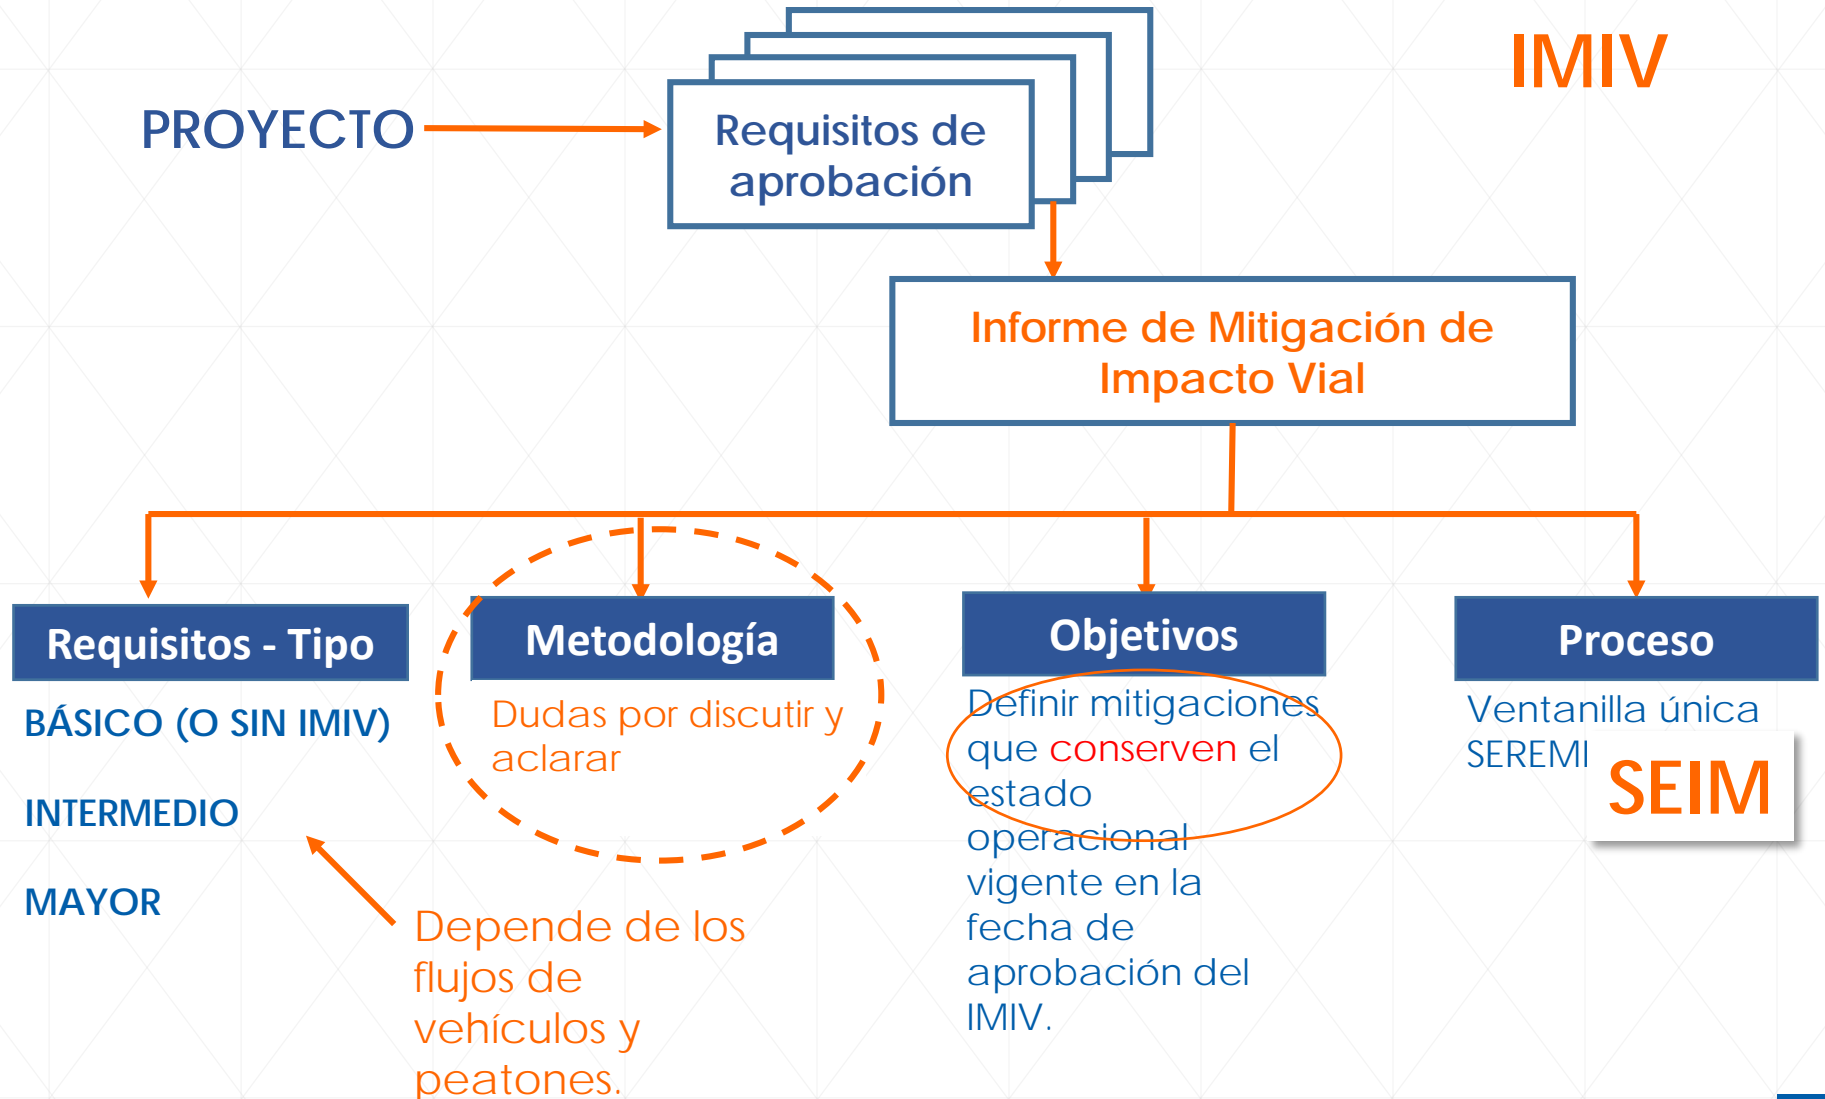 IMIV
PROYECTO
Requisitos de
aprobación
Informe de Mitigación de
Impacto Vial
Requisitos - Tipo
BÁSICO (O SIN IMIV)
INTERMEDIO
MAYOR
Depende de los
flujos de
vehículos y
peatones.
Metodología
Dudas por discutir y
aclarar
Objetivos
Definir mitigaciones
que conserven el
estado
operacional
vigente en la
fecha de
aprobación del
IMIV.
Proceso
Ventanilla única
SEREMI
SEIM